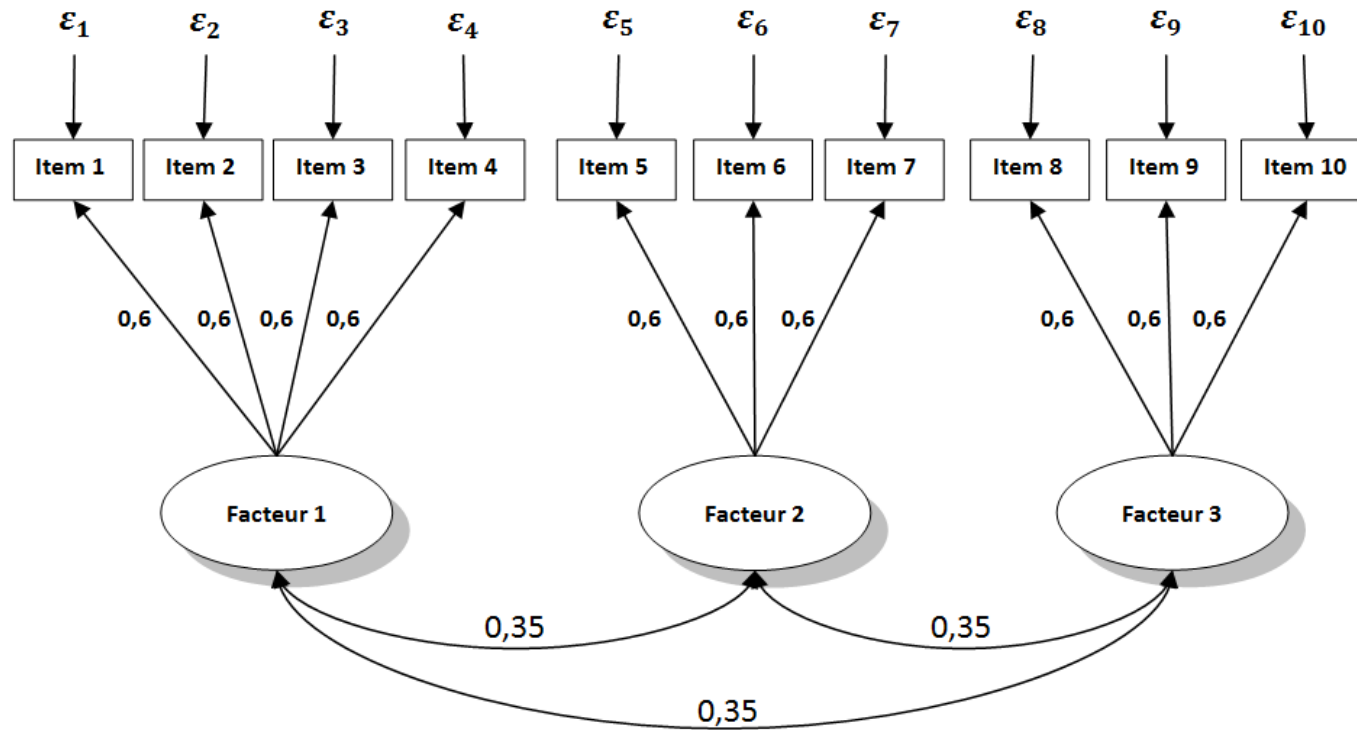 ε1 ε2 ε3 ε4 ε5 ε6 ε7 ε8 ε9 ε10
Item 1 Item 2 Item 3 Item 4 Item 5 Item 6 Item 7 Item 8 Item 9 Item 10
0,6 0,6 0,6 0,6 0,6 0,6 0,6 0,6 0,6 0,6
Facteur 1 Facteur 2 Facteur 3
0,35 0,35
0,35